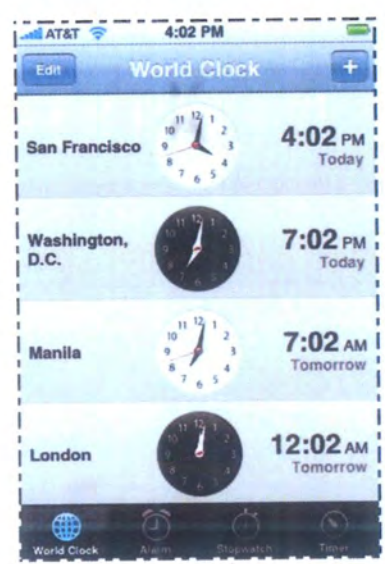 AT&T 4:02 PM
Edit World Clock +
San Francisco 4:02 PM
Today
Washington, D.C. 7:02 PM
Today
Manila 7:02 AM
Tomorrow
London 12:02 AM
Tomorrow
World Clock Alarm Stopwatch Timer